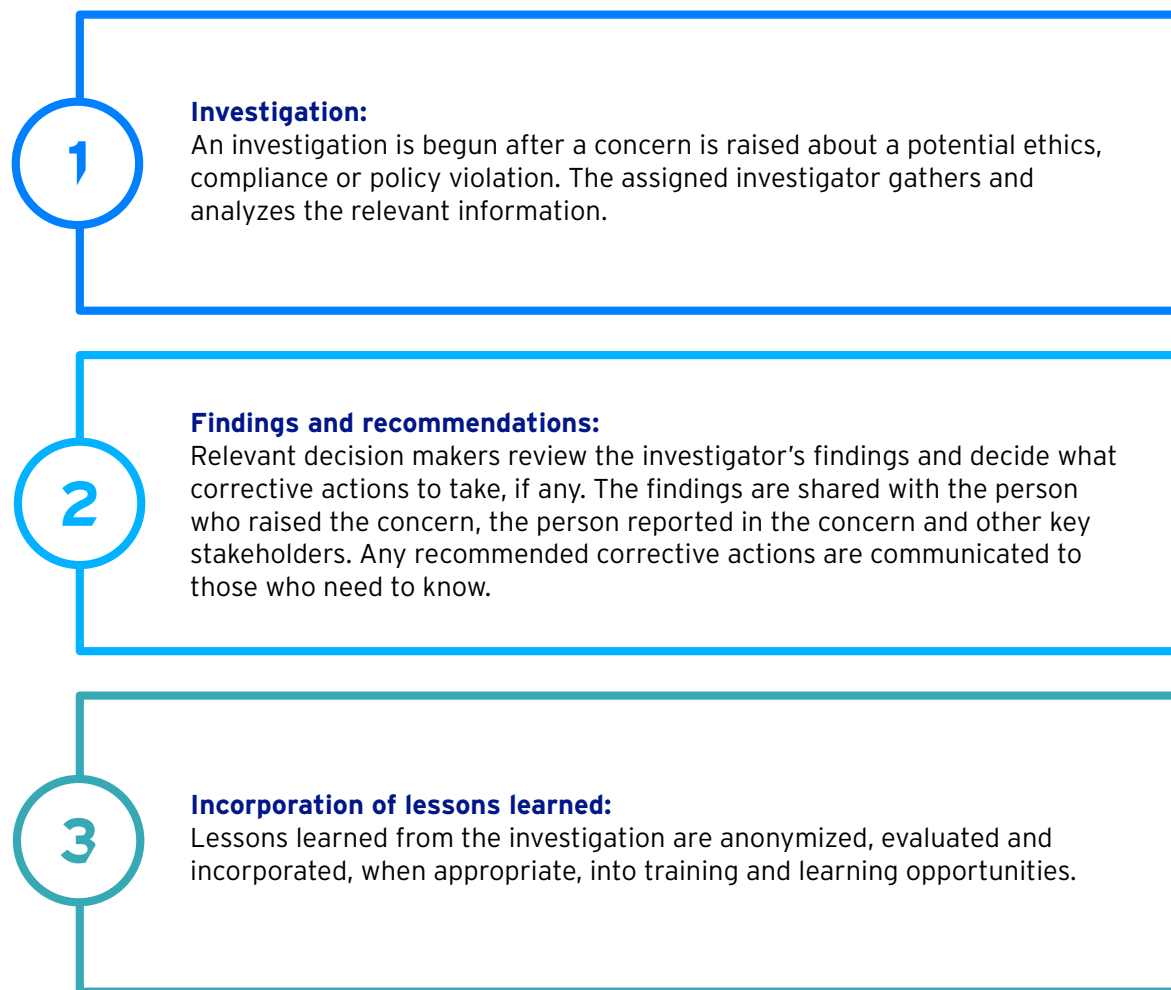 1
Investigation:
An investigation is begun after a concern is raised about a potential ethics,
compliance or policy violation. The assigned investigator gathers and
analyzes the relevant information.
2
Findings and recommendations:
Relevant decision makers review the investigator’s findings and decide what
corrective actions to take, if any. The findings are shared with the person
who raised the concern, the person reported in the concern and other key
stakeholders. Any recommended corrective actions are communicated to
those who need to know.
3
Incorporation of lessons learned:
Lessons learned from the investigation are anonymized, evaluated and
incorporated, when appropriate, into training and learning opportunities.